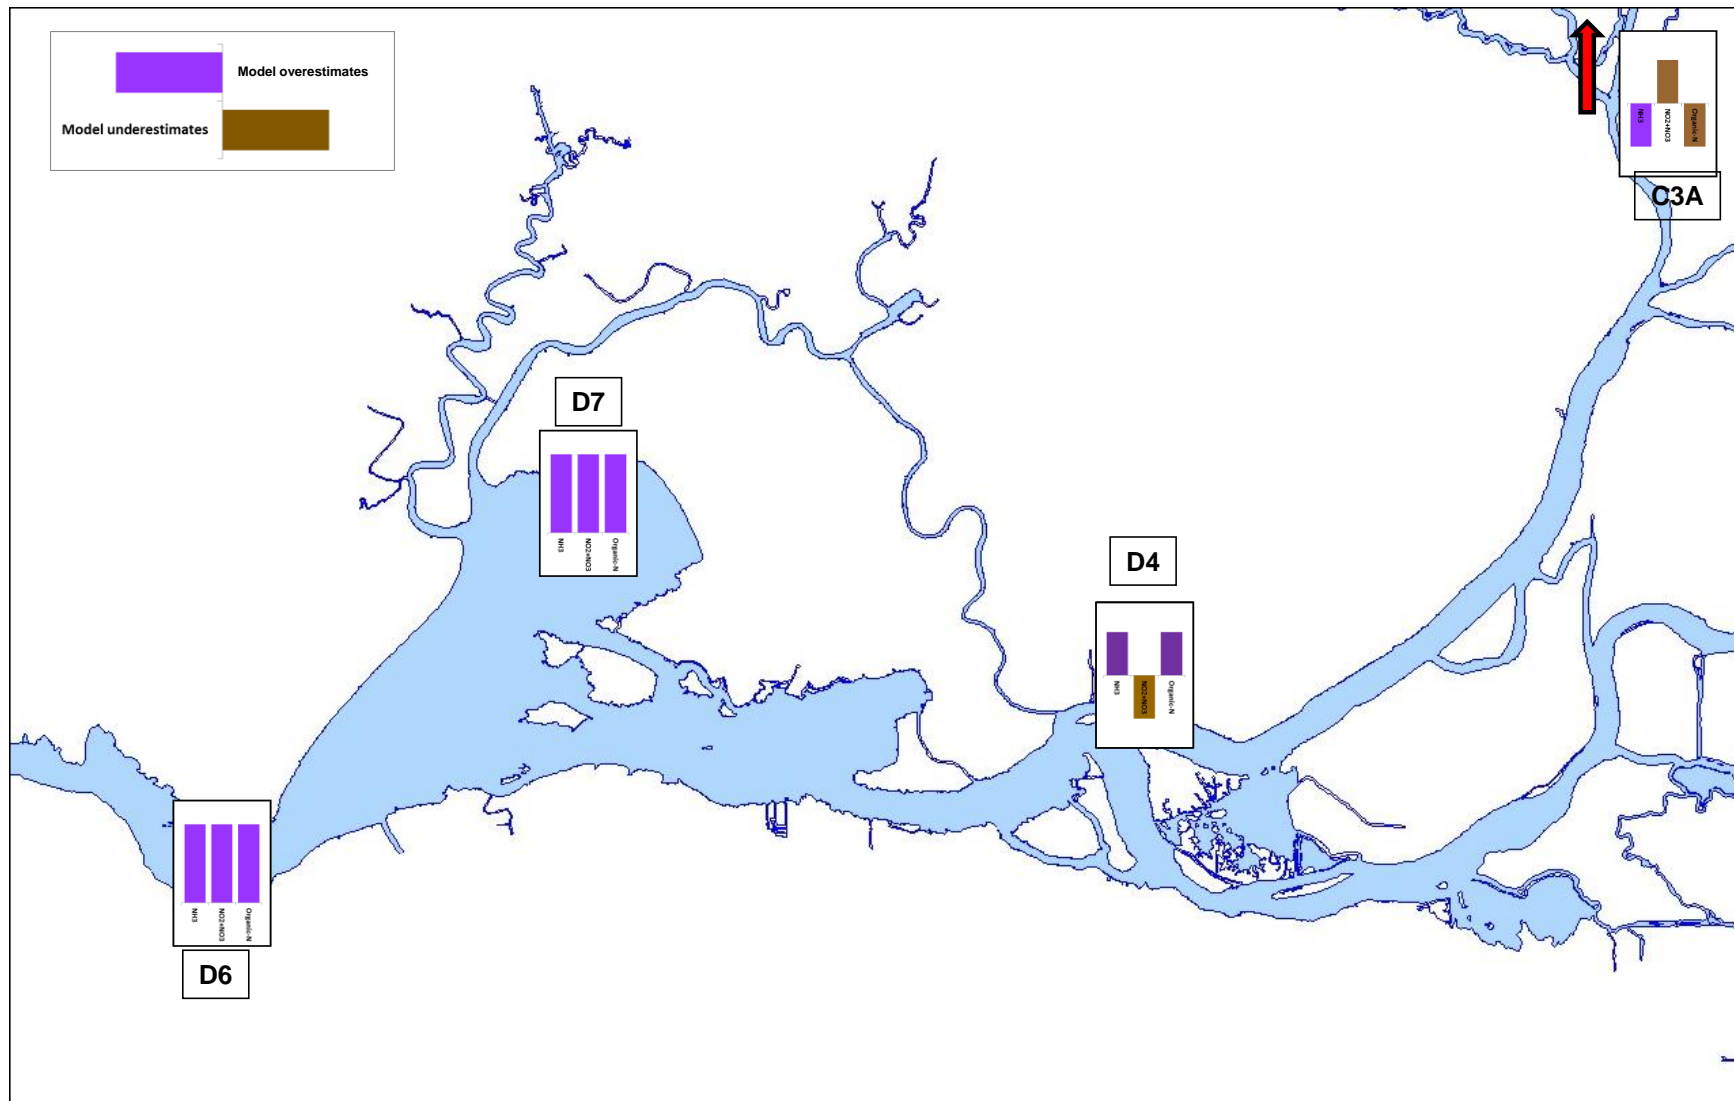 Model overestimates
Model underestimates
NH3
NO2+NO3
Organic-N
C3A
D7
NH3
NO2+NO3
Organic-N
D4
NH3
NO2+NO3
Organic-N
NH3
NO2+NO3
Organic-N
D6